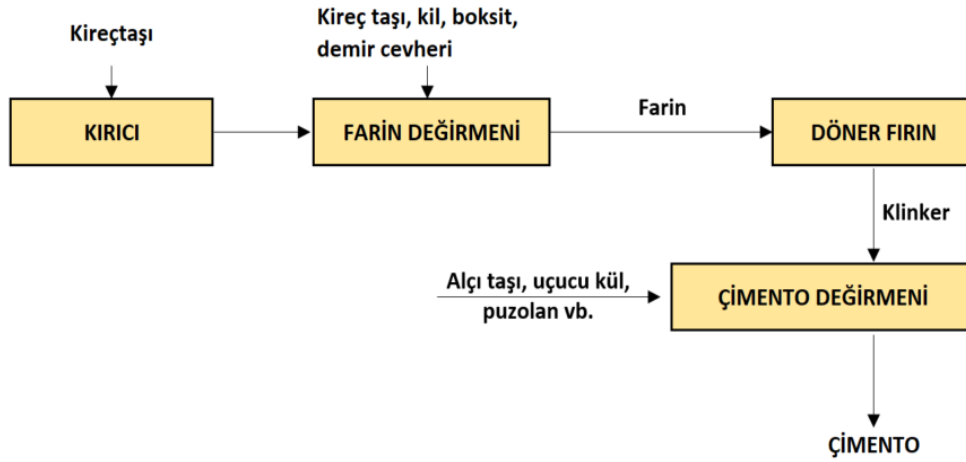 Kireçtaşı
Kireç taşı, kil, boksit,
demir cevheri
KIRICI
FARİN DEĞİRMENİ
Farin
DÖNER FIRIN
Klinker
Alçı taşı, uçucu kül,
puzolan vb.
ÇİMENTO DEĞİRMENİ
ÇİMENTO